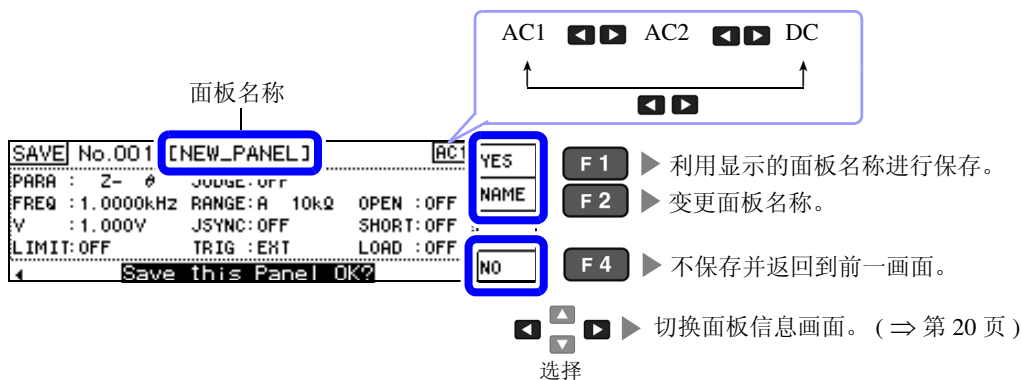 AC1 AC2 DC
面板名称
SAVE No.001 [NEW_PANEL] AC1
PARA : Z- θ JUDGE:OFF
FREQ :1.0000kHz RANGE:A 10kΩ OPEN :OFF
V :1.000V JSYNC:OFF SHORT:OFF
LIMIT:OFF TRIG :EXT LOAD :OFF
Save this Panel OK?
YES
NAME
NO
F 1 利用显示的面板名称进行保存。
F 2 变更面板名称。
F 4 不保存并返回到前一画面。
切换面板信息画面。 ( ⇒ 第 20 页 )
选择